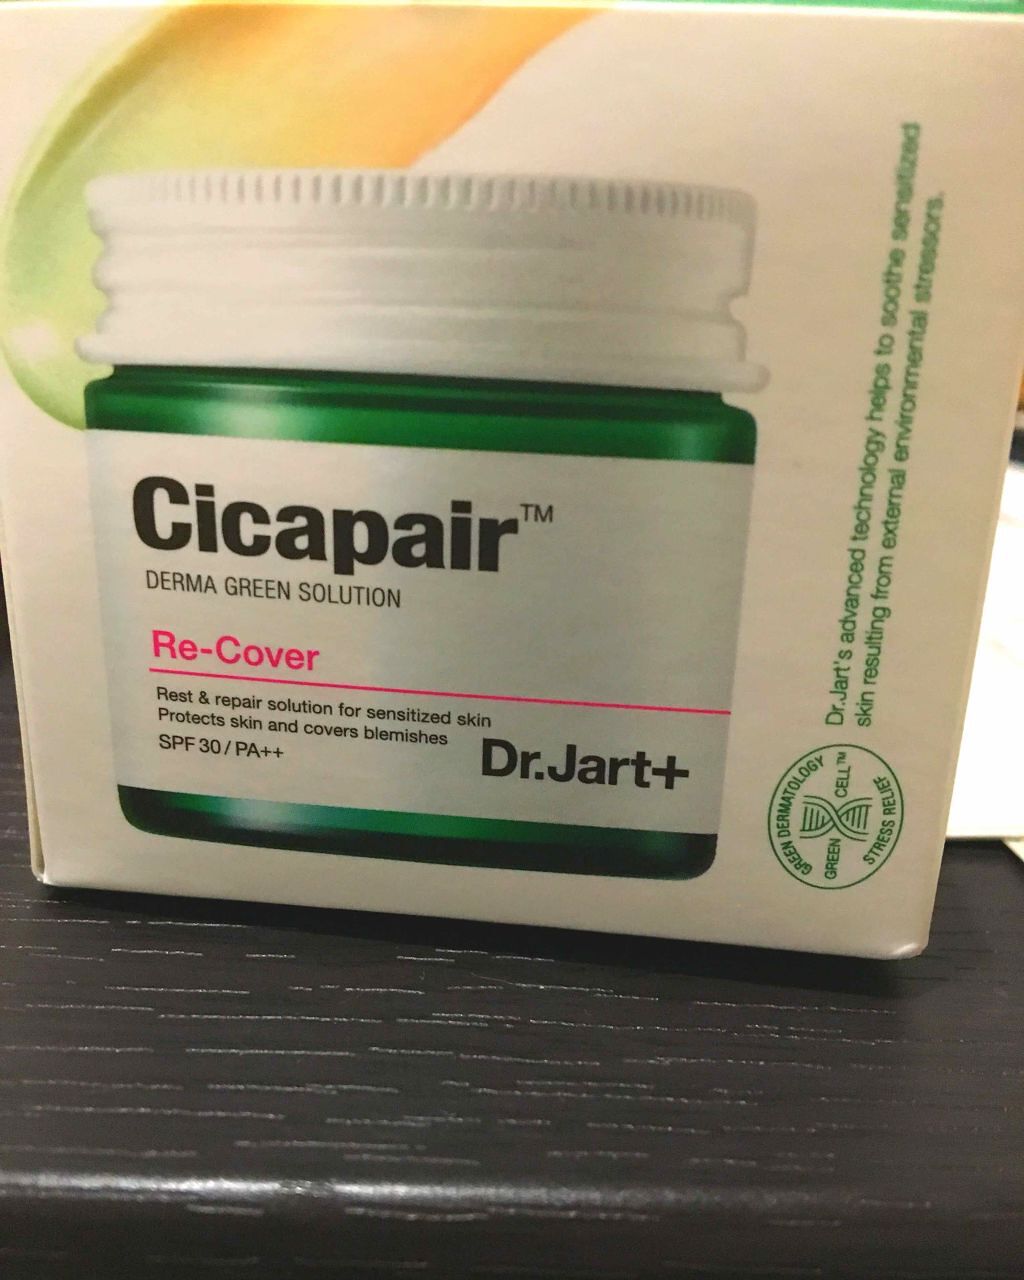 Cicapair™
DERMA GREEN SOLUTION
Re-Cover
Rest & repair solution for sensitized skin
Protects skin and covers blemishes
SPF 30 / PA++
Dr.Jart+
Dr.Jart's advanced technology helps to soothe sensitized
skin resulting from external environmental stressors.
GREEN DERMATOLOGY
GREEN CELL™
STRESS RELIEF